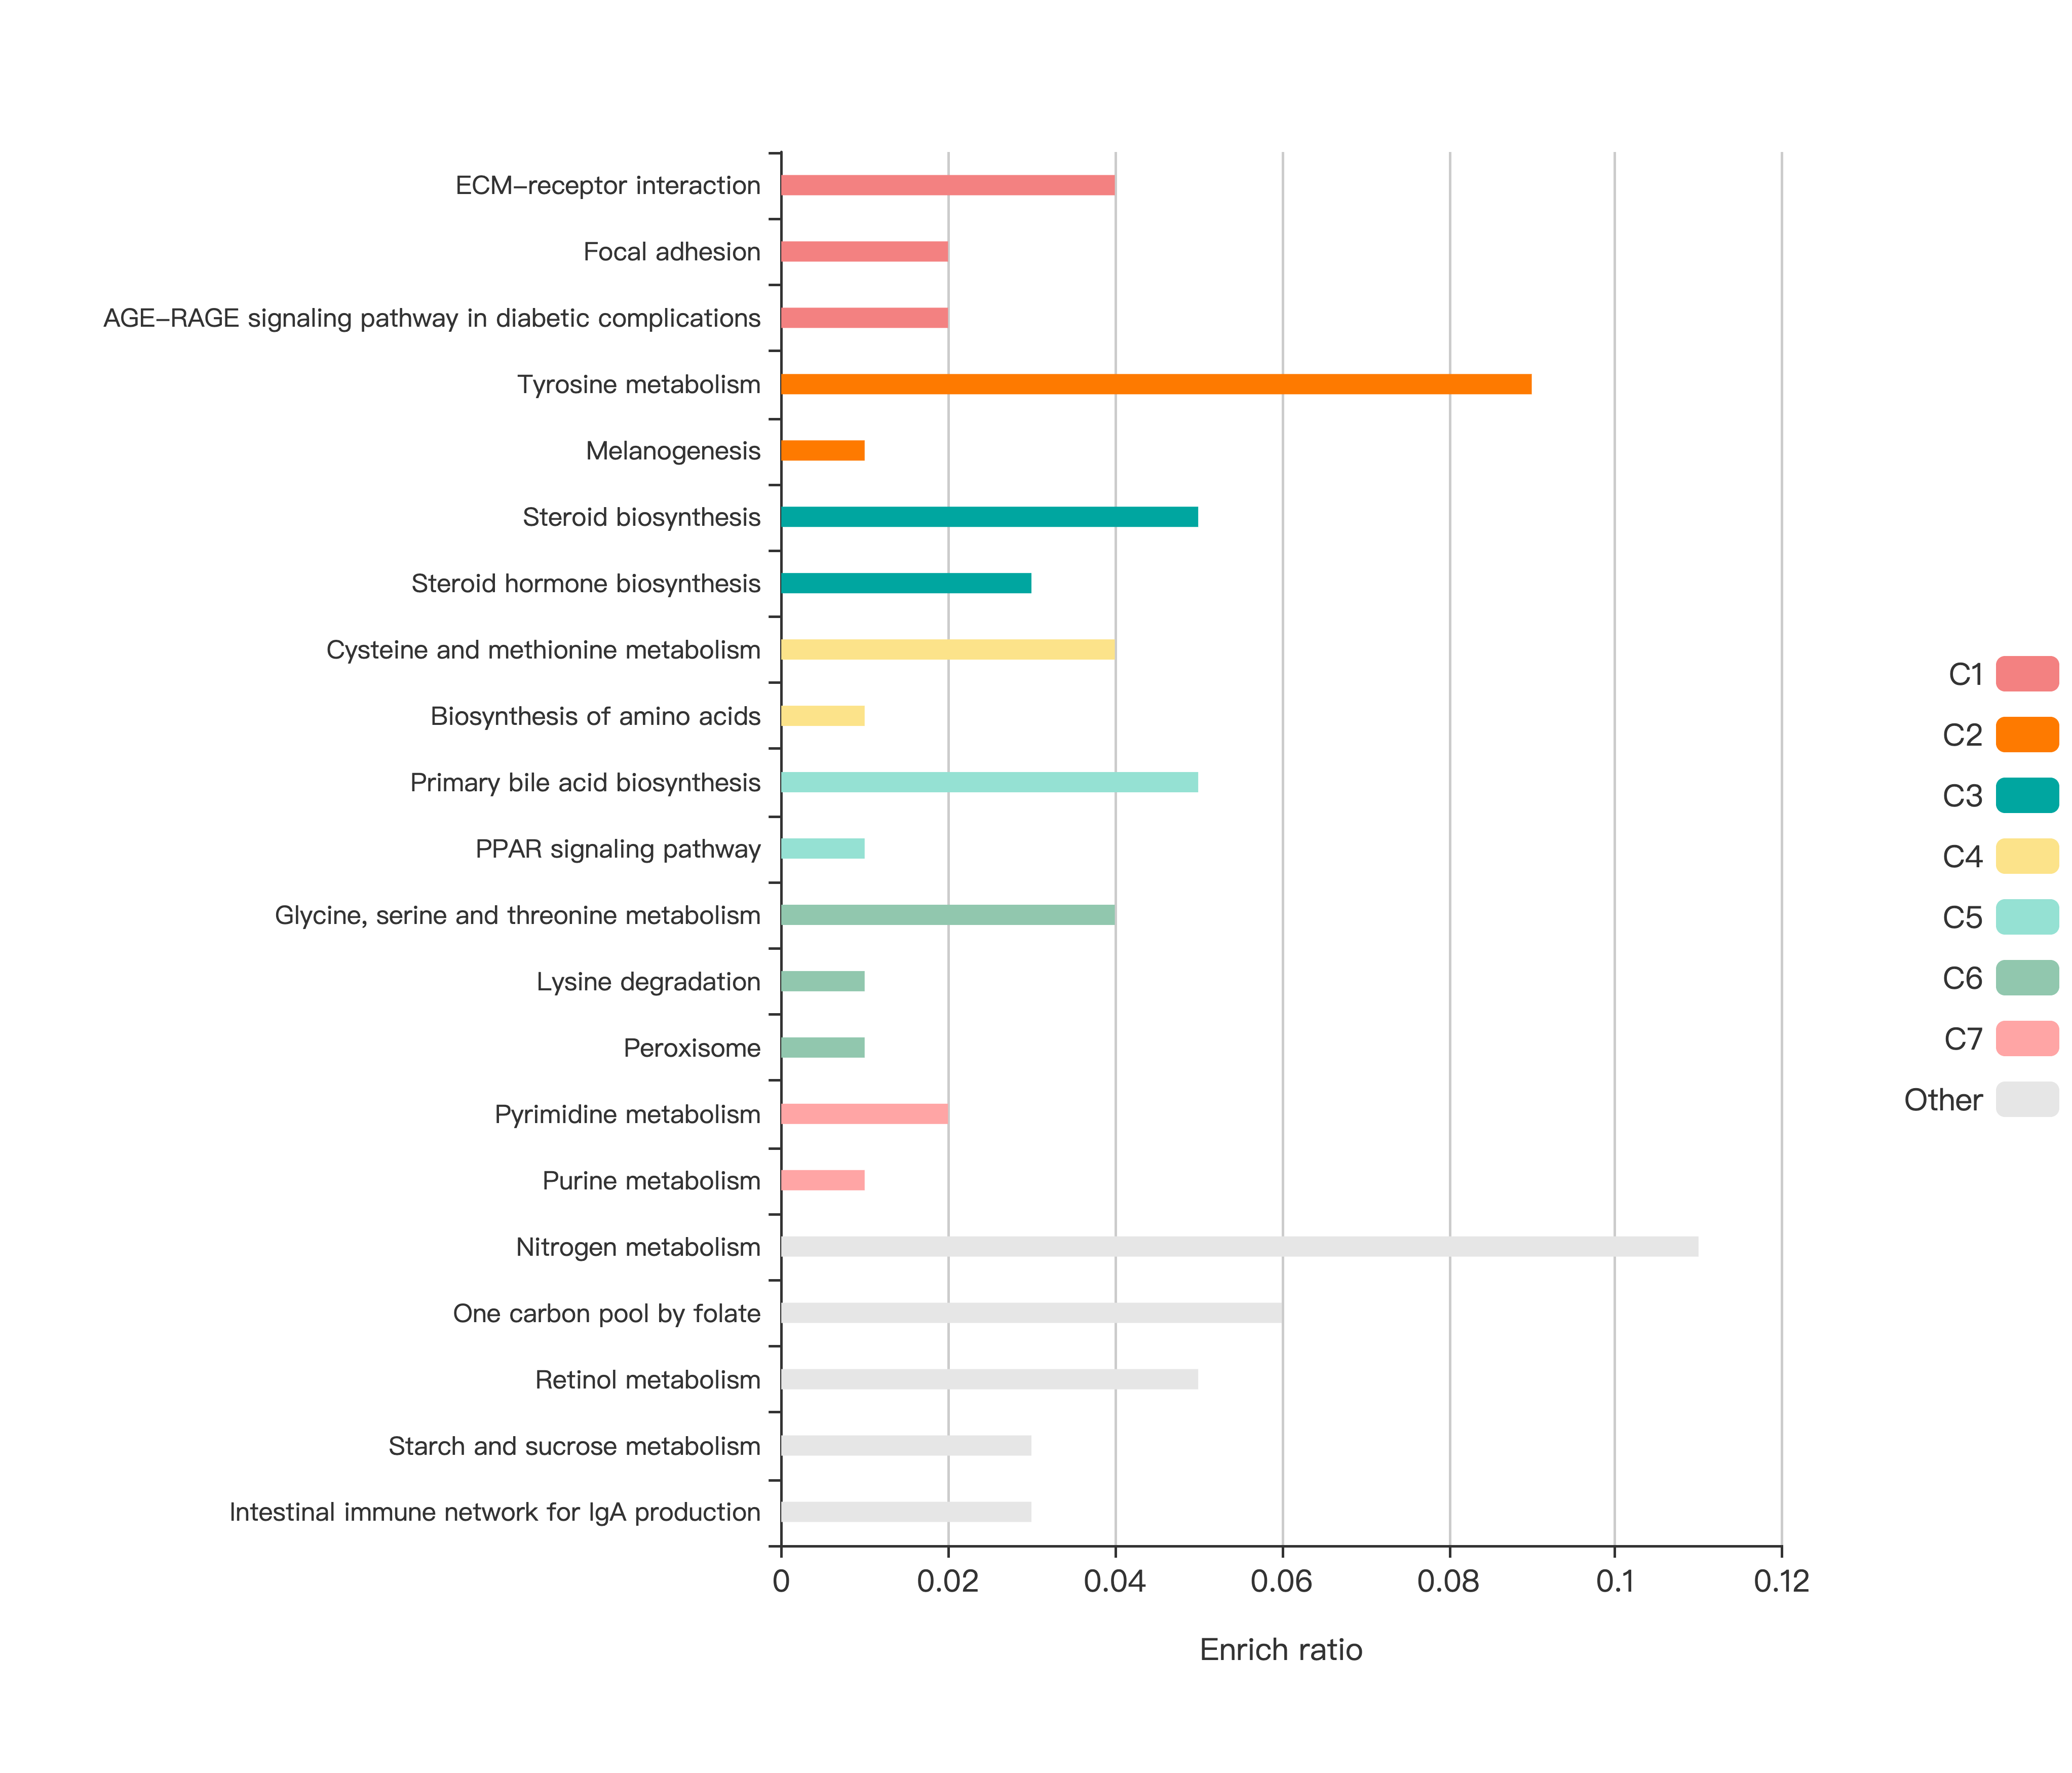 ECM–receptor interaction
Focal adhesion
AGE–RAGE signaling pathway in diabetic complications
Tyrosine metabolism
Melanogenesis
Steroid biosynthesis
Steroid hormone biosynthesis
Cysteine and methionine metabolism
Biosynthesis of amino acids
Primary bile acid biosynthesis
PPAR signaling pathway
Glycine, serine and threonine metabolism
Lysine degradation
Peroxisome
Pyrimidine metabolism
Purine metabolism
Nitrogen metabolism
One carbon pool by folate
Retinol metabolism
Starch and sucrose metabolism
Intestinal immune network for IgA production
0 0.02 0.04 0.06 0.08 0.1 0.12
Enrich ratio
C1
C2
C3
C4
C5
C6
C7
Other